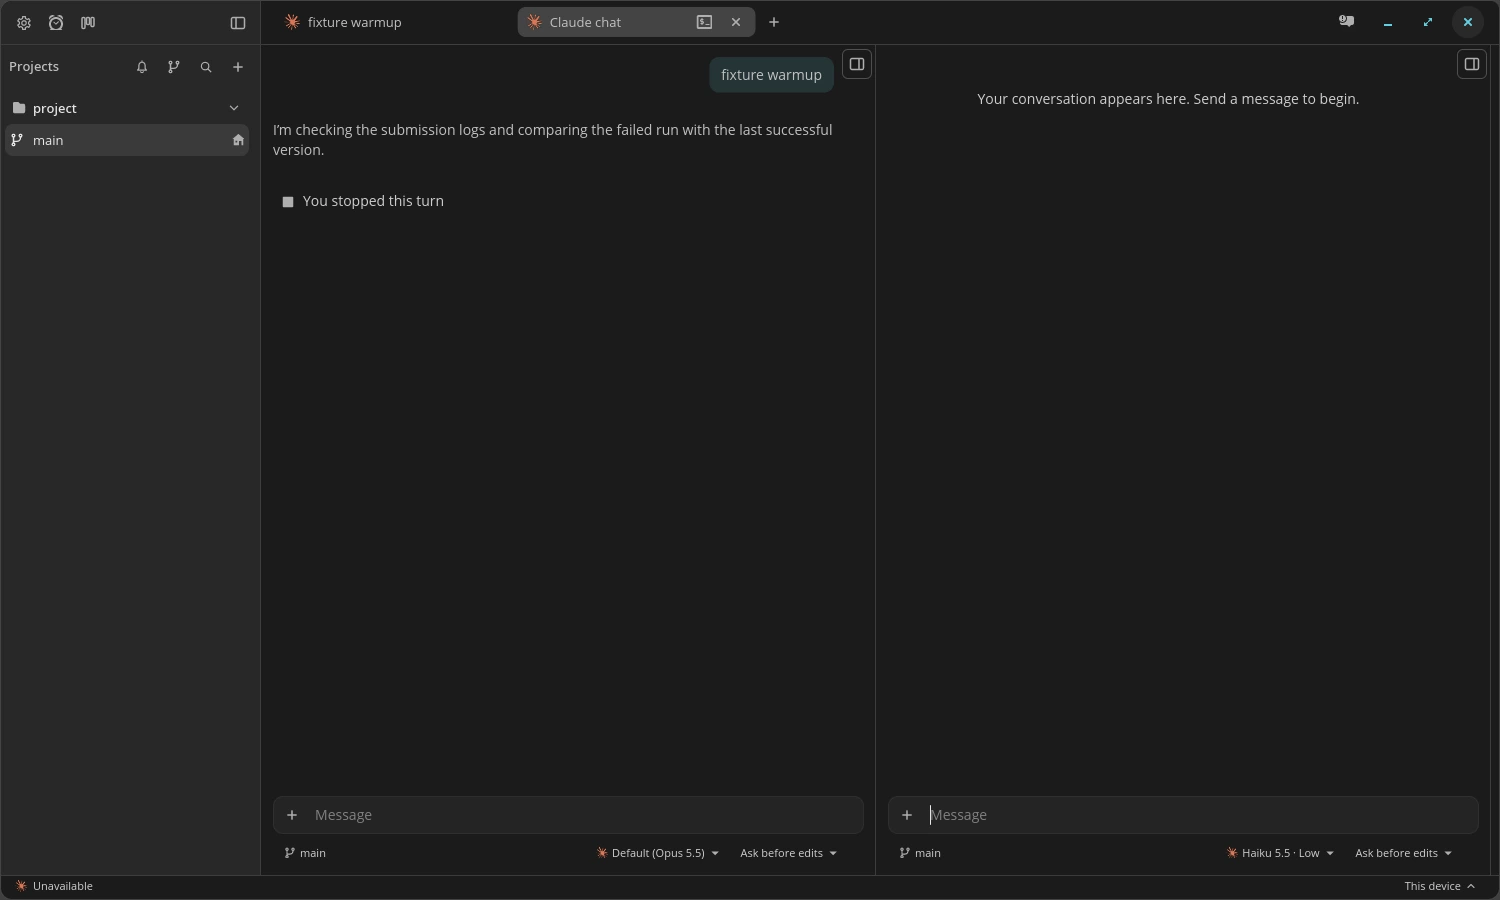 fixture warmup
Claude chat
Projects
project
main
fixture warmup
I'm checking the submission logs and comparing the failed run with the last successful
version.
You stopped this turn
Message
main
Default (Opus 5.5)
Ask before edits
Your conversation appears here. Send a message to begin.
Message
main
Haiku 5.5 · Low
Ask before edits
Unavailable
This device